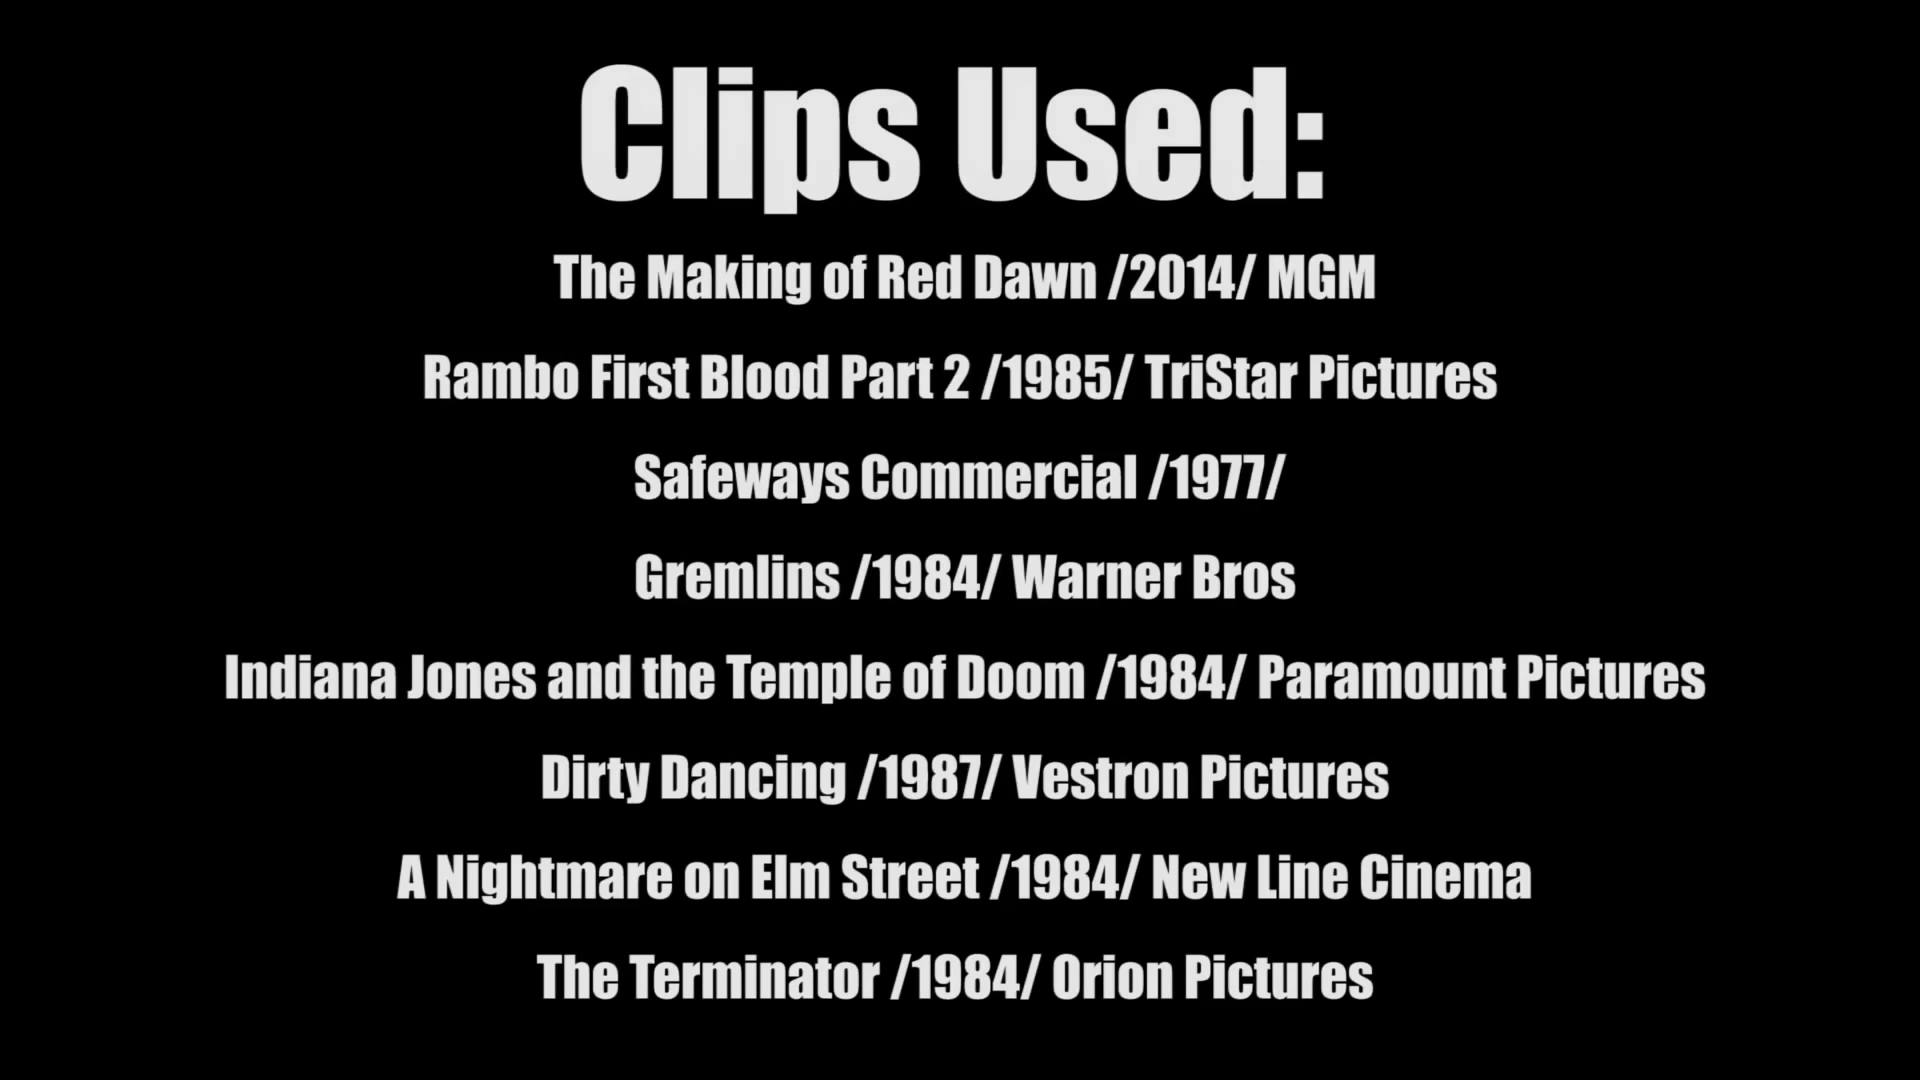 Clips Used:
The Making of Red Dawn /2014/ MGM
Rambo First Blood Part 2 /1985/ TriStar Pictures
Safeways Commercial /1977/
Gremlins /1984/ Warner Bros
Indiana Jones and the Temple of Doom /1984/ Paramount Pictures
Dirty Dancing /1987/ Vestron Pictures
A Nightmare on Elm Street /1984/ New Line Cinema
The Terminator /1984/ Orion Pictures